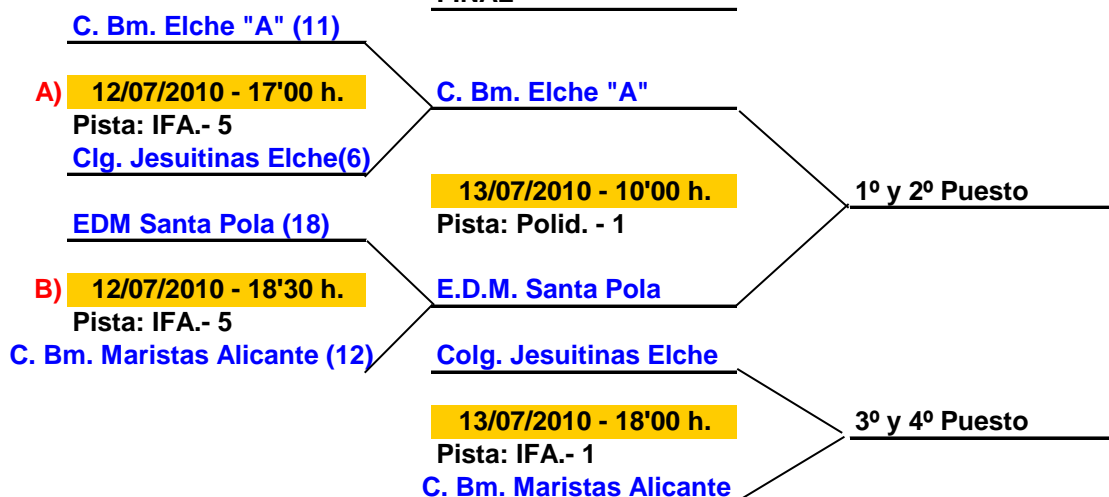 FINAL
C. Bm. Elche "A" (11)
A) 12/07/2010 - 17'00 h.
Pista: IFA.- 5
Clg. Jesuitinas Elche(6)
C. Bm. Elche "A"
13/07/2010 - 10'00 h.
Pista: Polid. - 1
1º y 2º Puesto
EDM Santa Pola (18)
B) 12/07/2010 - 18'30 h.
Pista: IFA.- 5
C. Bm. Maristas Alicante (12)
E.D.M. Santa Pola
Colg. Jesuitinas Elche
13/07/2010 - 18'00 h.
Pista: IFA.- 1
C. Bm. Maristas Alicante
3º y 4º Puesto